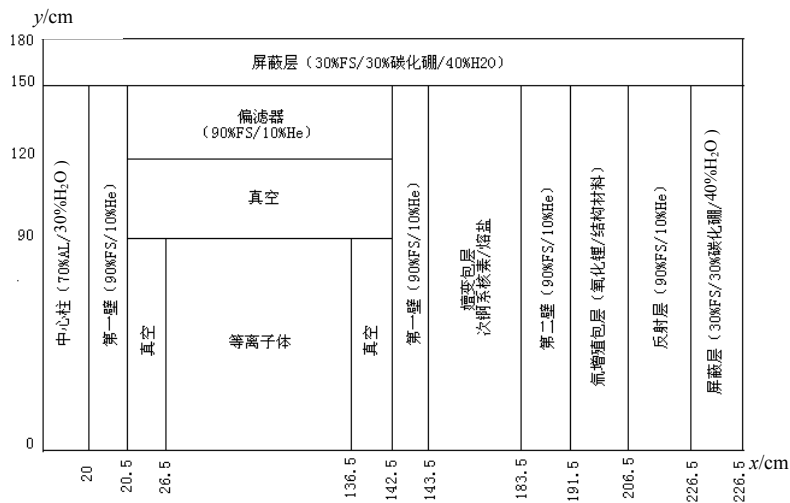 y/cm
180
屏蔽层(30%FS/30%碳化硼/40%H2O)
150
偏滤器
(90%FS/10%He)
120
真空
90
中心柱(70%AL/30%H₂O)
第一壁(90%FS/10%He)
真空
等离子体
真空
第一壁(90%FS/10%He)
嬗变包层
次锕系核素/熔盐
第二壁(90%FS/10%He)
氚增殖包层(氧化锂/结构材料)
反射层(90%FS/10%He)
屏蔽层(30%FS/30%碳化硼/40%H₂O)
0
20
20.5
26.5
136.5
142.5
143.5
183.5
191.5
206.5
226.5
226.5
x/cm